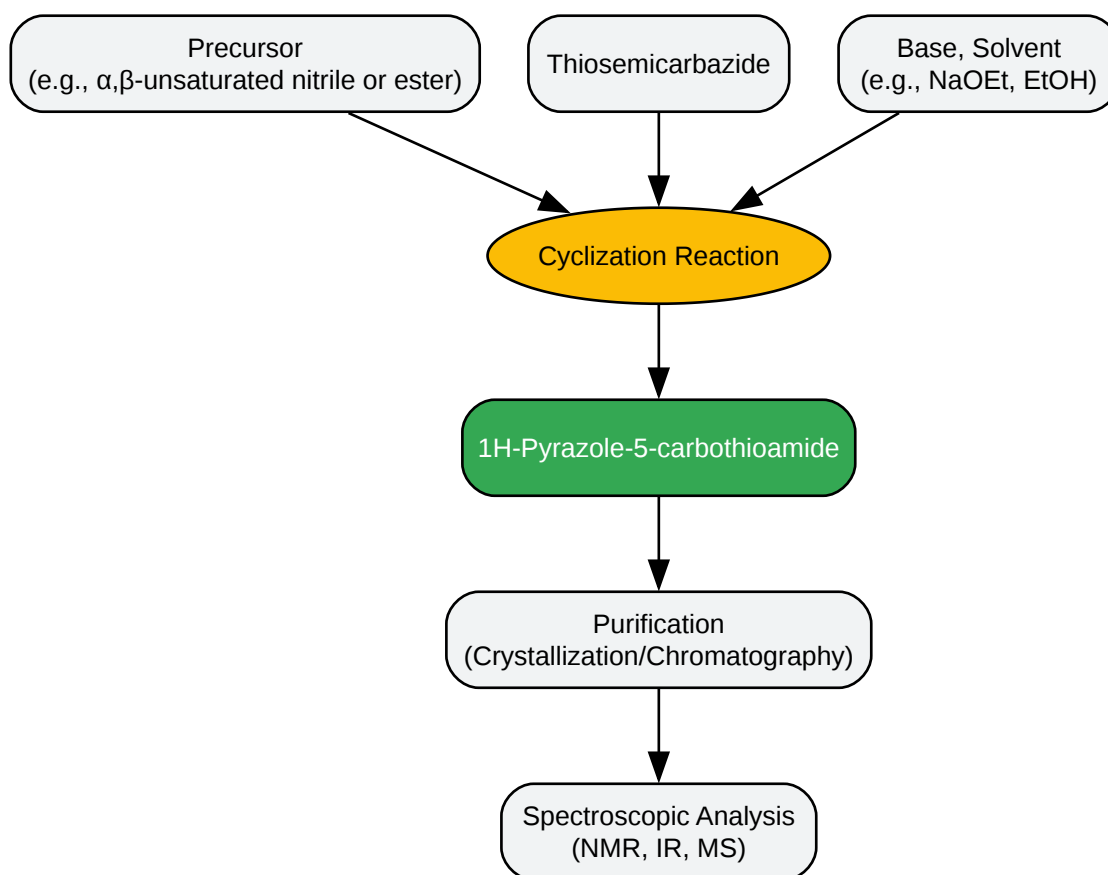 Precursor
(e.g., α,β-unsaturated nitrile or ester)
Thiosemicarbazide
Base, Solvent
(e.g., NaOEt, EtOH)
Cyclization Reaction
1H-Pyrazole-5-carbothioamide
Purification
(Crystallization/Chromatography)
Spectroscopic Analysis
(NMR, IR, MS)